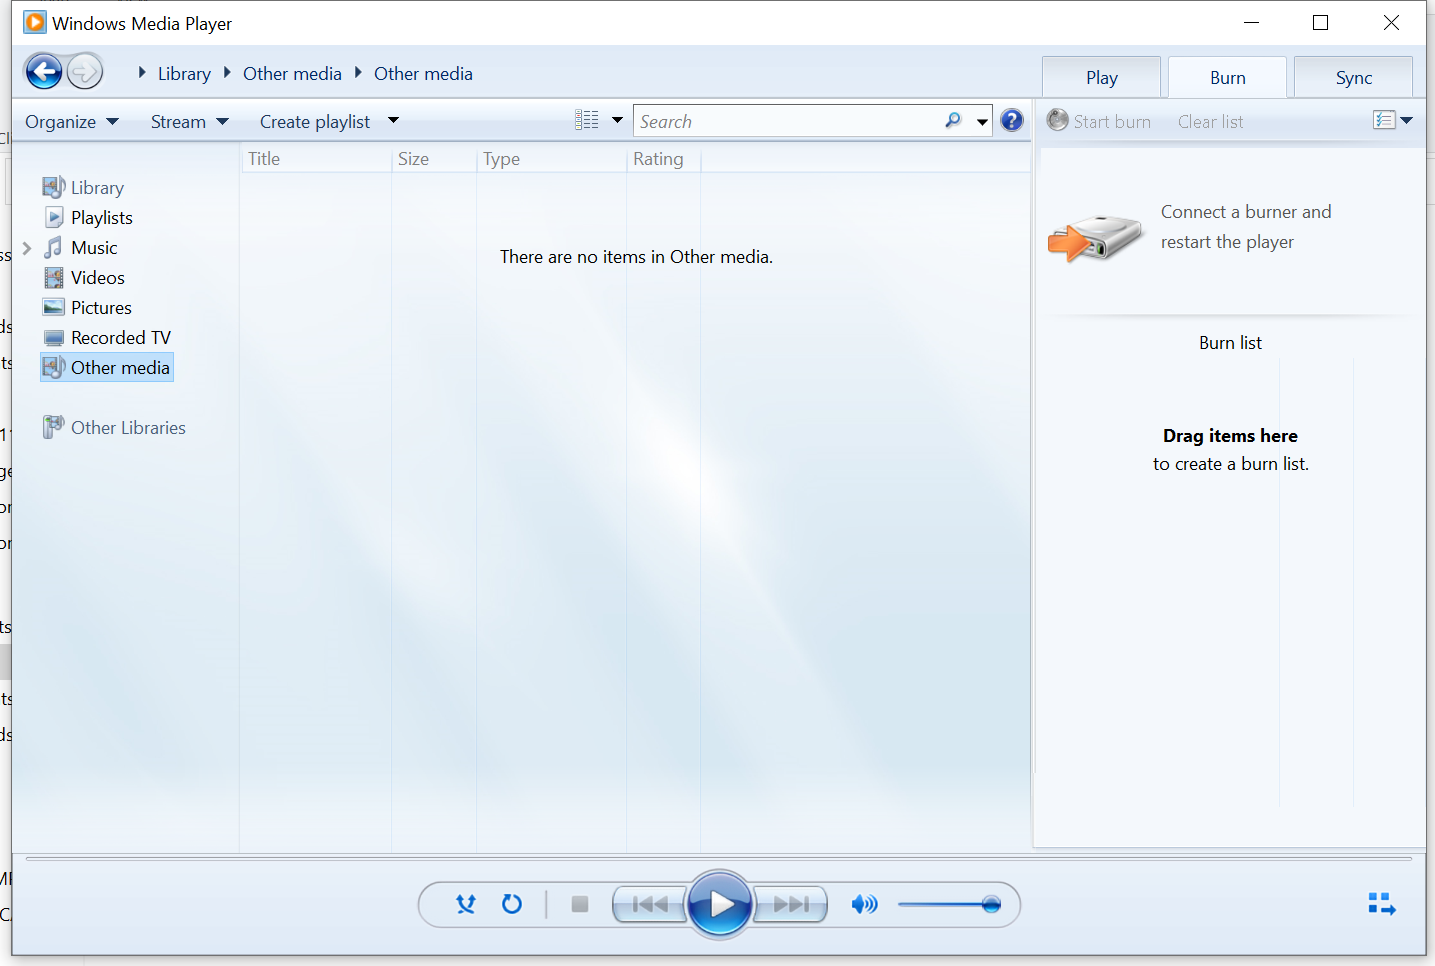 Windows Media Player
Library Other media Other media
Play Burn Sync
Organize Stream Create playlist Search ? Start burn Clear list
Title Size Type Rating
Library
Playlists
Music
Videos
Pictures
Recorded TV
Other media
Other Libraries
There are no items in Other media.
Connect a burner and
restart the player
Burn list
Drag items here
to create a burn list.